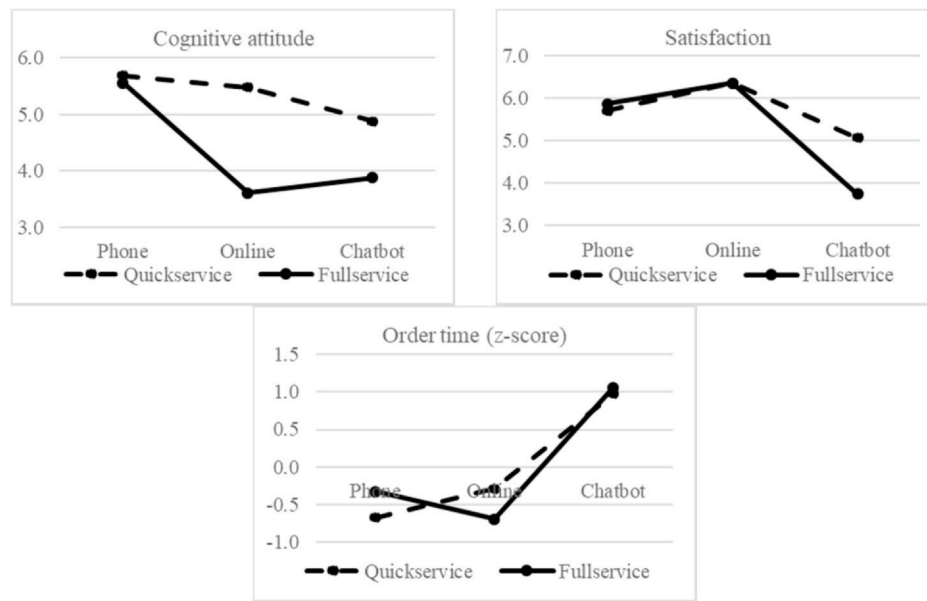 Cognitive attitude
6.0
5.0
4.0
3.0
Phone Online Chatbot
Quickservice Fullservice
Satisfaction
7.0
6.0
5.0
4.0
3.0
Phone Online Chatbot
Quickservice Fullservice
Order time (z-score)
1.5
1.0
0.5
0.0
Phone Online Chatbot
-0.5
-1.0
Quickservice Fullservice